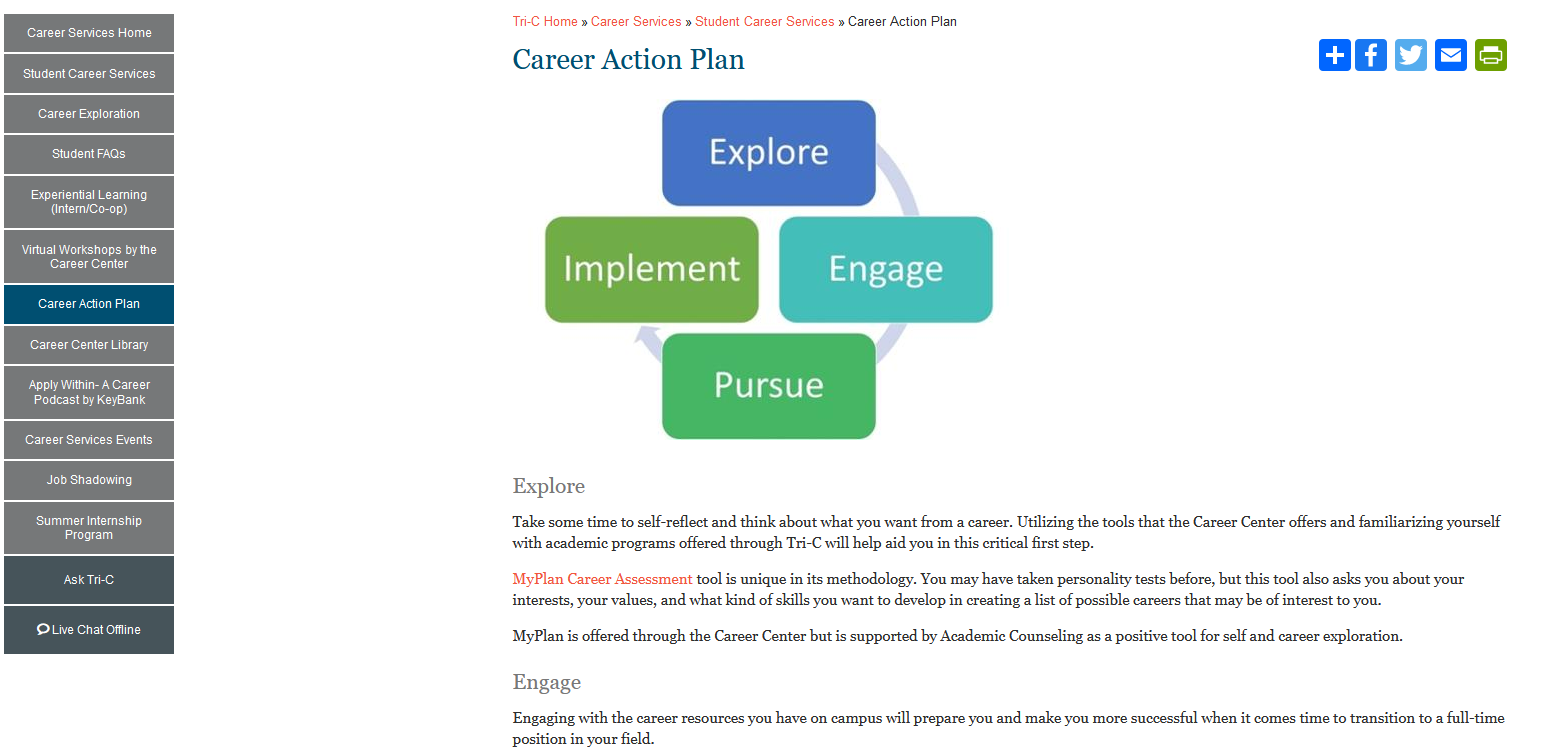 Career Services Home
Student Career Services
Career Exploration
Student FAQs
Experiential Learning
(Intern/Co-op)
Virtual Workshops by the
Career Center
Career Action Plan
Career Center Library
Apply Within- A Career
Podcast by KeyBank
Career Services Events
Job Shadowing
Summer Internship
Program
Ask Tri-C
Live Chat Offline
Tri-C Home » Career Services » Student Career Services » Career Action Plan
Career Action Plan
Explore
Implement
Engage
Pursue
Explore
Take some time to self-reflect and think about what you want from a career. Utilizing the tools that the Career Center offers and familiarizing yourself
with academic programs offered through Tri-C will help aid you in this critical first step.
MyPlan Career Assessment tool is unique in its methodology. You may have taken personality tests before, but this tool also asks you about your
interests, your values, and what kind of skills you want to develop in creating a list of possible careers that may be of interest to you.
MyPlan is offered through the Career Center but is supported by Academic Counseling as a positive tool for self and career exploration.
Engage
Engaging with the career resources you have on campus will prepare you and make you more successful when it comes time to transition to a full-time
position in your field.